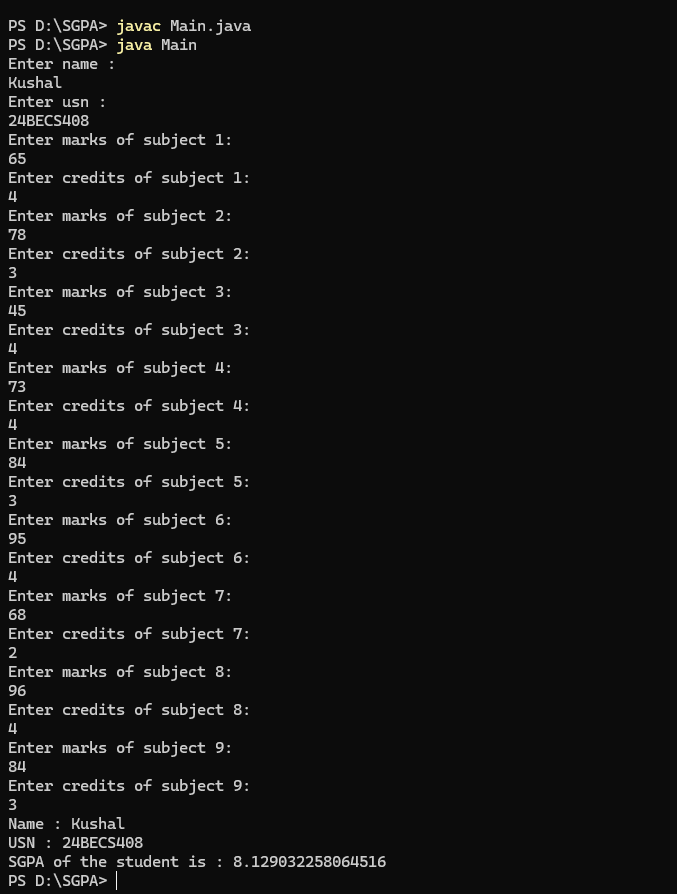 PS D:\SGPA> javac Main.java
PS D:\SGPA> java Main
Enter name :
Kushal
Enter usn :
24BECS408
Enter marks of subject 1:
65
Enter credits of subject 1:
4
Enter marks of subject 2:
78
Enter credits of subject 2:
3
Enter marks of subject 3:
45
Enter credits of subject 3:
4
Enter marks of subject 4:
73
Enter credits of subject 4:
4
Enter marks of subject 5:
84
Enter credits of subject 5:
3
Enter marks of subject 6:
95
Enter credits of subject 6:
4
Enter marks of subject 7:
68
Enter credits of subject 7:
2
Enter marks of subject 8:
96
Enter credits of subject 8:
4
Enter marks of subject 9:
84
Enter credits of subject 9:
3
Name : Kushal
USN : 24BECS408
SGPA of the student is : 8.129032258064516
PS D:\SGPA>